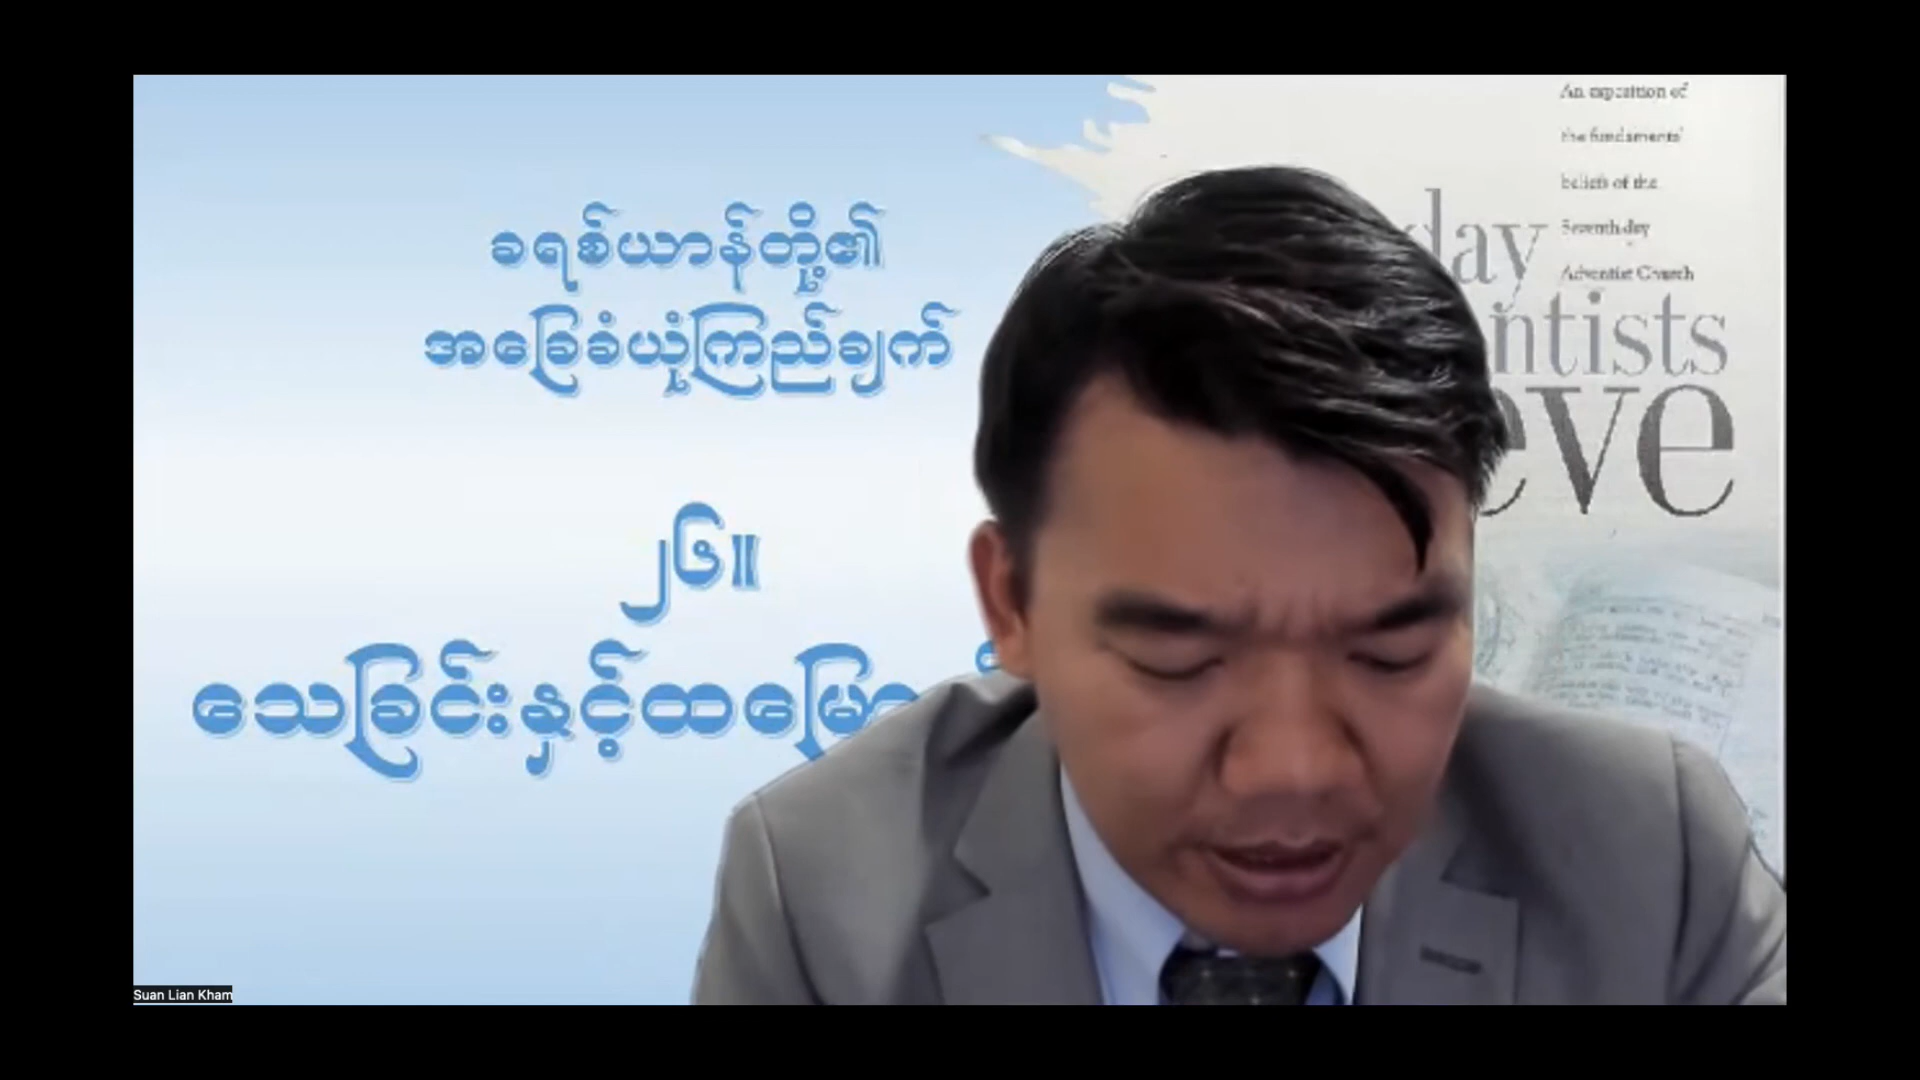 ခရစ်ယာန်တို့၏
အခြေခံယုံကြည်ချက်
၂၆။
သေခြင်းနှင့်ထမြောက်
An exposition of
the fundamental
beliefs of the
Seventh-day
Adventist Church
day
ntists
eve
Suan Lian Kham